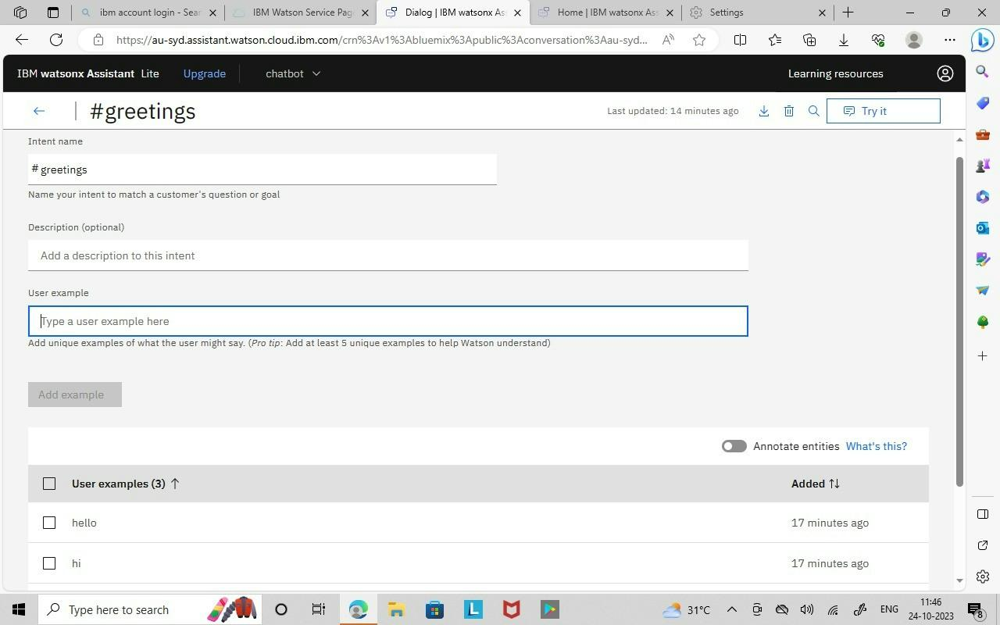 ibm account login - Sear
IBM Watson Service Page
Dialog | IBM watsonx As
Home | IBM watsonx Ass
Settings
https://au-syd.assistant.watson.cloud.ibm.com/crn%3Av1%3Abluemix%3Apublic%3Aconversation%3Aau-syd...
IBM watsonx Assistant Lite
Upgrade
chatbot
Learning resources
#greetings
Last updated: 14 minutes ago
Try it
Intent name
# greetings
Name your intent to match a customer's question or goal
Description (optional)
Add a description to this intent
User example
Type a user example here
Add unique examples of what the user might say. (Pro tip: Add at least 5 unique examples to help Watson understand)
Add example
Annotate entities What's this?
User examples (3) Added
hello 17 minutes ago
hi 17 minutes ago
Type here to search
31°C
ENG
11:46
24-10-2023
8